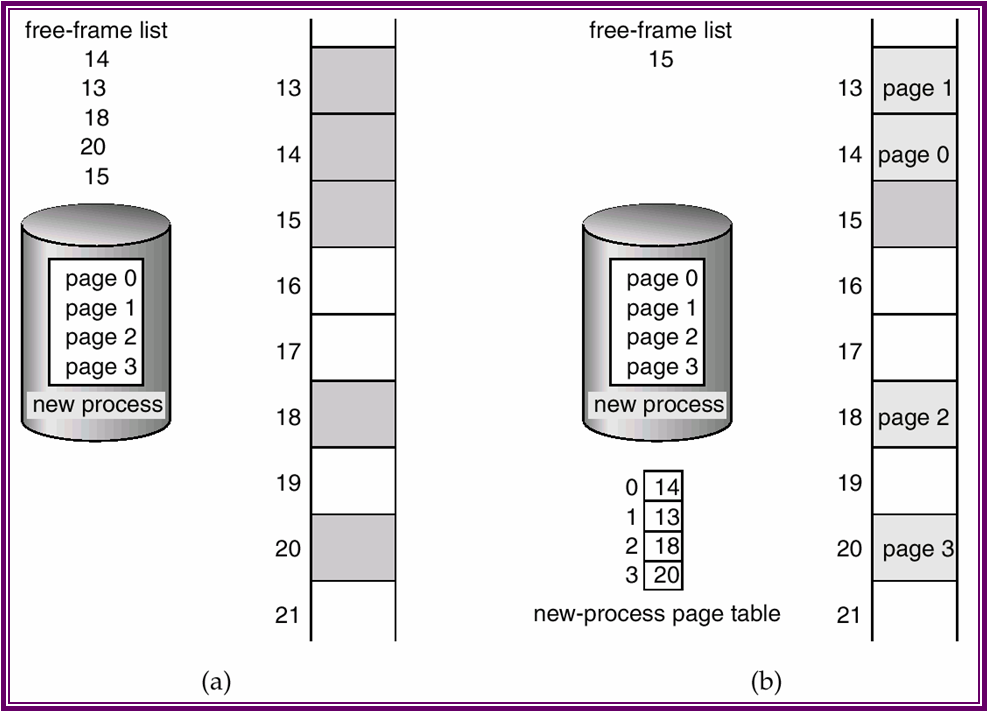 free-frame list
14
13
18
20
15
page 0
page 1
page 2
page 3
new process
13
14
15
16
17
18
19
20
21
(a)
free-frame list
15
page 0
page 1
page 2
page 3
new process
0 14
1 13
2 18
3 20
new-process page table
13 page 1
14 page 0
15
16
17
18 page 2
19
20 page 3
21
(b)